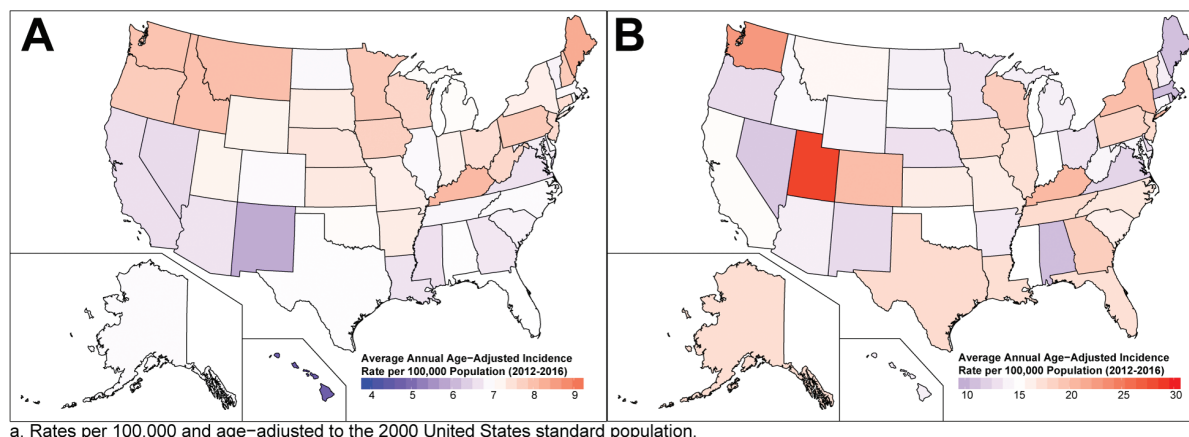 A
B
Average Annual Age−Adjusted Incidence
Rate per 100,000 Population (2012-2016)
4 5 6 7 8 9
Average Annual Age−Adjusted Incidence
Rate per 100,000 Population (2012-2016)
10 15 20 25 30
a. Rates per 100,000 and age−adjusted to the 2000 United States standard population.